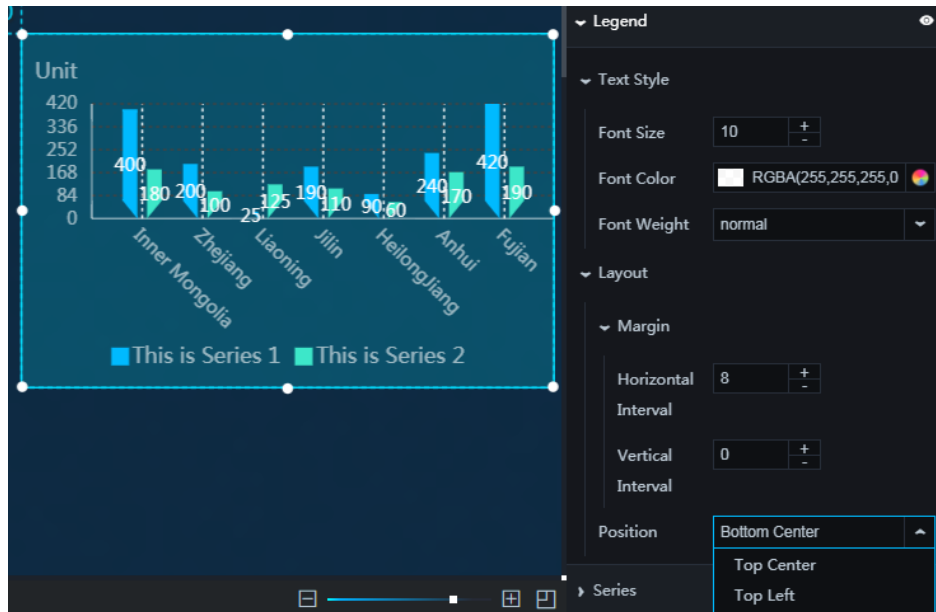 Unit
420
336
252
168
84
0
400
180
200
100
25
125
190
110
90
60
240
170
420
190
Inner Mongolia
Zhejiang
Liaoning
Jilin
HeilongJiang
Anhui
Fujian
This is Series 1 This is Series 2
Legend
Text Style
Font Size 10 + -
Font Color RGBA(255,255,255,0
Font Weight normal
Layout
Margin
Horizontal 8 + -
Interval
Vertical 0 + -
Interval
Position Bottom Center
Top Center
Series Top Left